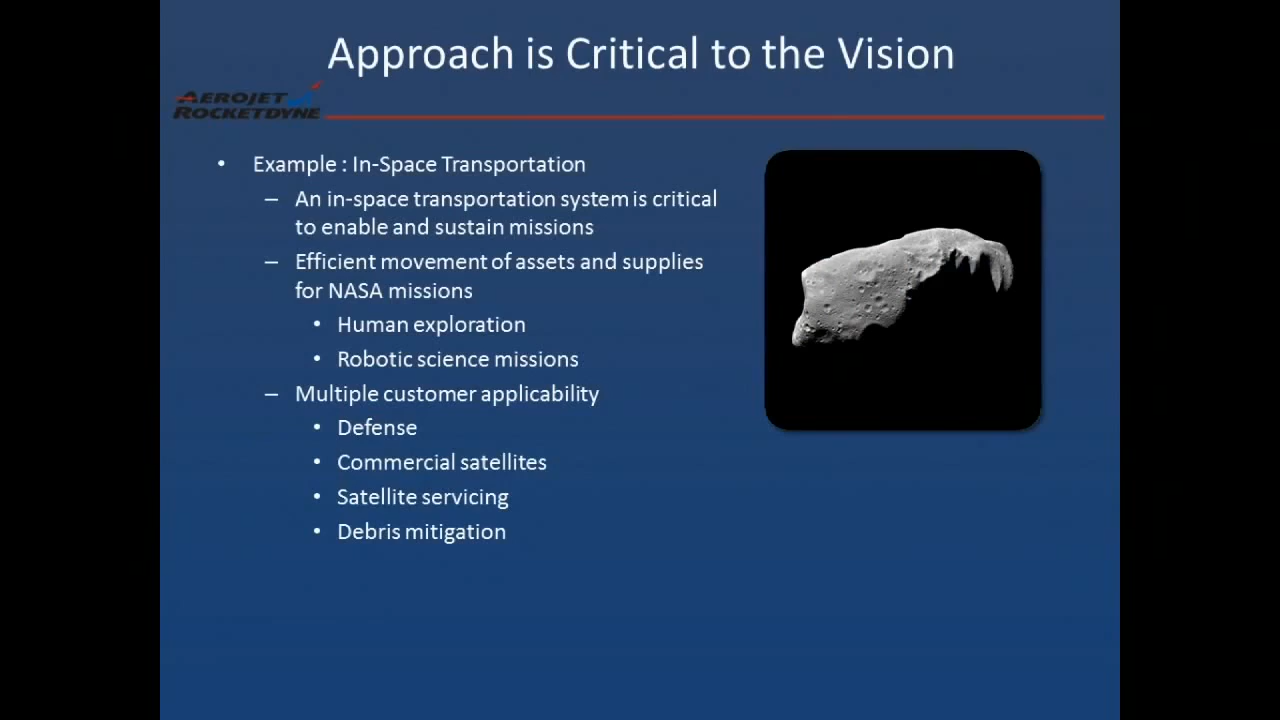 Approach is Critical to the Vision
AEROJET
ROCKETDYNE
• Example : In-Space Transportation
– An in-space transportation system is critical
to enable and sustain missions
– Efficient movement of assets and supplies
for NASA missions
• Human exploration
• Robotic science missions
– Multiple customer applicability
• Defense
• Commercial satellites
• Satellite servicing
• Debris mitigation